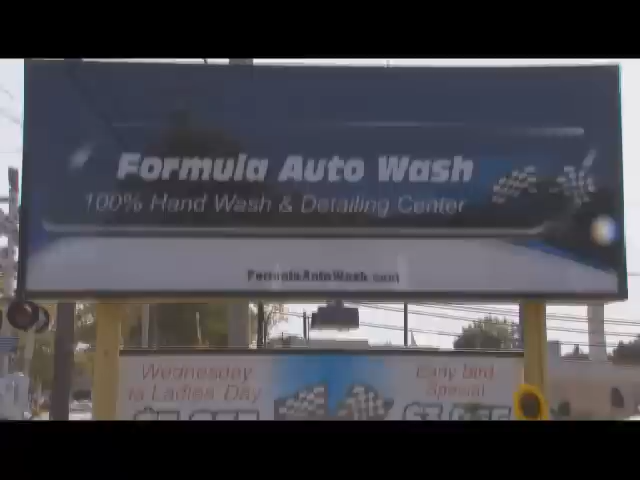 Formula Auto Wash
100% Hand Wash & Detailing Center
FormulaAutoWash.com
Wednesday
is Ladies Day
Early Bird
Special